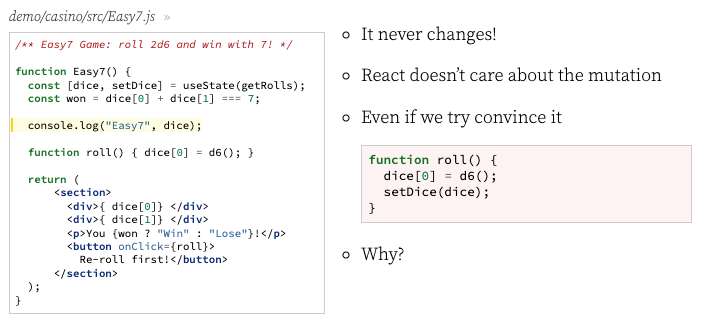 demo/casino/src/Easy7.js »
/** Easy7 Game: roll 2d6 and win with 7! */
function Easy7() {
  const [dice, setDice] = useState(getRolls);
  const won = dice[0] + dice[1] === 7;
  console.log("Easy7", dice);
  function roll() { dice[0] = d6(); }
  return (
      <section>
        <div>{ dice[0]} </div>
        <div>{ dice[1]} </div>
        <p>You {won ? "Win" : "Lose"}!</p>
        <button onClick={roll}>
          Re-roll first!</button>
      </section>
  );
}
It never changes!
React doesn’t care about the mutation
Even if we try convince it
function roll() {
  dice[0] = d6();
  setDice(dice);
}
Why?